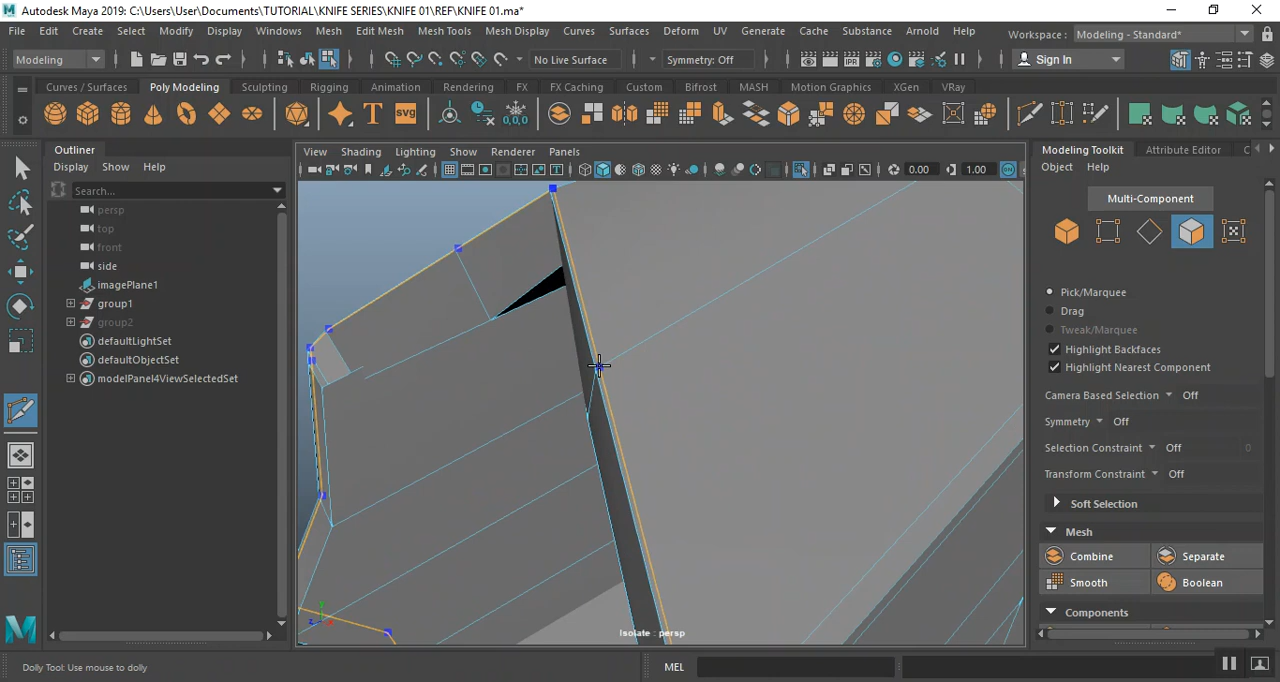 Autodesk Maya 2019: C:\Users\User\Documents\TUTORIAL\KNIFE SERIES\KNIFE 01\REF\KNIFE 01.ma*
File Edit Create Select Modify Display Windows Mesh Edit Mesh Mesh Tools Mesh Display Curves Surfaces Deform UV Generate Cache Substance Arnold Help Workspace : Modeling - Standard*
Modeling No Live Surface Symmetry: Off IPR Sign In
Curves / Surfaces Poly Modeling Sculpting Rigging Animation Rendering FX FX Caching Custom Bifrost MASH Motion Graphics XGen VRay
T SVG 0,0,0
Outliner
Display Show Help
Search...
persp
top
front
side
imagePlane1
group1
group2
defaultLightSet
defaultObjectSet
modelPanel4ViewSelectedSet
View Shading Lighting Show Renderer Panels
0.00 1.00
Isolate : persp
Modeling Toolkit Attribute Editor C
Object Help
Multi-Component
Pick/Marquee
Drag
Tweak/Marquee
Highlight Backfaces
Highlight Nearest Component
Camera Based Selection Off
Symmetry Off
Selection Constraint Off 0
Transform Constraint Off
Soft Selection
Mesh
Combine Separate
Smooth Boolean
Components
Dolly Tool: Use mouse to dolly
MEL